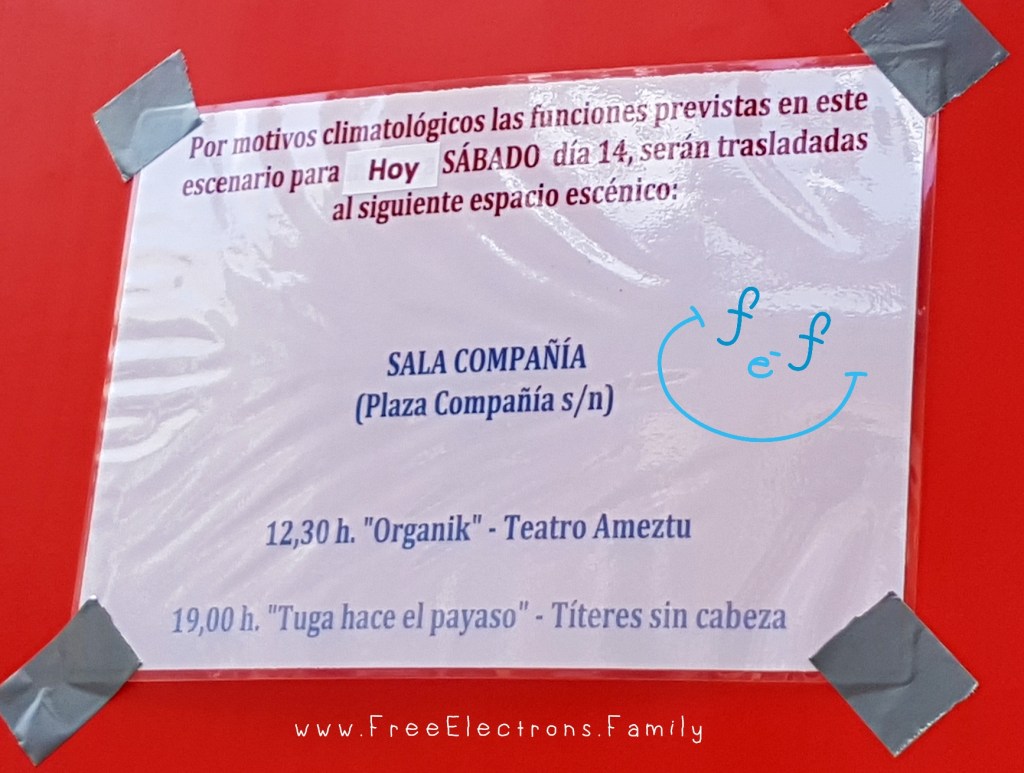 Por motivos climatológicos las funciones previstas en este
escenario para Hoy SÁBADO día 14, serán trasladadas
al siguiente espacio escénico:
SALA COMPAÑÍA
(Plaza Compañía s/n)
f e- f
12,30 h. "Organik" - Teatro Ameztu
19,00 h. "Tuga hace el payaso" - Títeres sin cabeza
www.FreeElectrons.Family